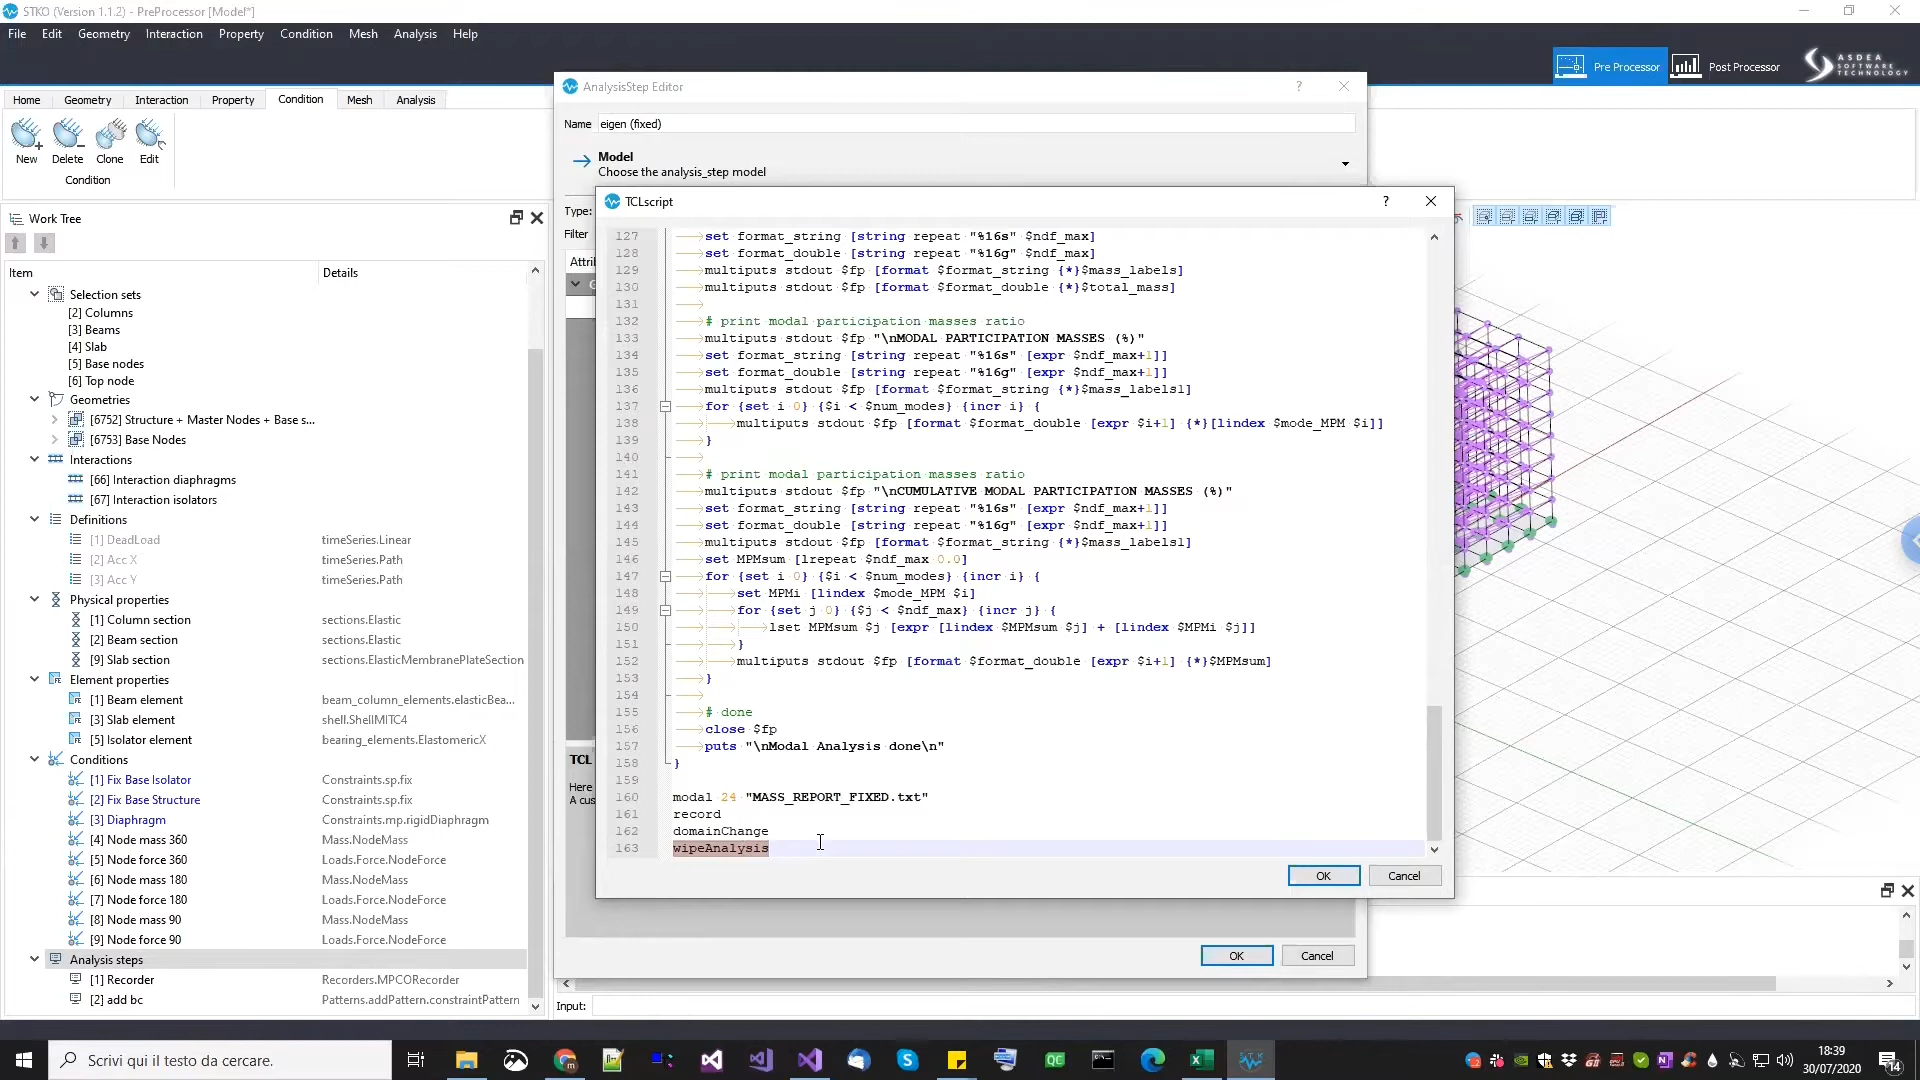 STKO (Version 1.1.2) - PreProcessor [Model*]
File Edit Geometry Interaction Property Condition Mesh Analysis Help
Pre Processor Post Processor ASDEA SOFTWARE TECHNOLOGY
Home Geometry Interaction Property Condition Mesh Analysis
New Delete Clone Edit
Condition
Work Tree
Item Details
Selection sets
[2] Columns
[3] Beams
[4] Slab
[5] Base nodes
[6] Top node
Geometries
[6752] Structure + Master Nodes + Base s...
[6753] Base Nodes
Interactions
[66] Interaction diaphragms
[67] Interaction isolators
Definitions
[1] DeadLoad timeSeries.Linear
[2] Acc X timeSeries.Path
[3] Acc Y timeSeries.Path
Physical properties
[1] Column section sections.Elastic
[2] Beam section sections.Elastic
[9] Slab section sections.ElasticMembranePlateSection
Element properties
[1] Beam element beam_column_elements.elasticBea...
[3] Slab element shell.ShellMITC4
[5] Isolator element bearing_elements.ElastomericX
Conditions
[1] Fix Base Isolator Constraints.sp.fix
[2] Fix Base Structure Constraints.sp.fix
[3] Diaphragm Constraints.mp.rigidDiaphragm
[4] Node mass 360 Mass.NodeMass
[5] Node force 360 Loads.Force.NodeForce
[6] Node mass 180 Mass.NodeMass
[7] Node force 180 Loads.Force.NodeForce
[8] Node mass 90 Mass.NodeMass
[9] Node force 90 Loads.Force.NodeForce
Analysis steps
[1] Recorder Recorders.MPCORecorder
[2] add bc Patterns.addPattern.constraintPattern
AnalysisStep Editor ?
Name eigen (fixed)
Model
Choose the analysis_step model
Type:
Filter
Attri
TCL
Here
A cus
TCLscript ?
127 set format_string [string repeat "%16s" $ndf_max]
128 set format_double [string repeat "%16g" $ndf_max]
129 multiputs stdout $fp [format $format_string {*}$mass_labels]
130 multiputs stdout $fp [format $format_double {*}$total_mass]
131
132 # print modal participation masses ratio
133 multiputs stdout $fp "\nMODAL PARTICIPATION MASSES (%)"
134 set format_string [string repeat "%16s" [expr $ndf_max+1]]
135 set format_double [string repeat "%16g" [expr $ndf_max+1]]
136 multiputs stdout $fp [format $format_string {*}$mass_labels1]
137 for {set i 0} {$i < $num_modes} {incr i} {
138 multiputs stdout $fp [format $format_double [expr $i+1] {*}[lindex $mode_MPM $i]]
139 }
140
141 # print modal participation masses ratio
142 multiputs stdout $fp "\nCUMULATIVE MODAL PARTICIPATION MASSES (%)"
143 set format_string [string repeat "%16s" [expr $ndf_max+1]]
144 set format_double [string repeat "%16g" [expr $ndf_max+1]]
145 multiputs stdout $fp [format $format_string {*}$mass_labels1]
146 set MPMsum [lrepeat $ndf_max 0.0]
147 for {set i 0} {$i < $num_modes} {incr i} {
148 set MPMi [lindex $mode_MPM $i]
149 for {set j 0} {$j < $ndf_max} {incr j} {
150 lset MPMsum $j [expr [lindex $MPMsum $j] + [lindex $MPMi $j]]
151 }
152 multiputs stdout $fp [format $format_double [expr $i+1] {*}$MPMsum]
153 }
154
155 # done
156 close $fp
157 puts "\nModal Analysis done\n"
158 }
159
160 modal 24 "MASS_REPORT_FIXED.txt"
161 record
162 domainChange
163 wipeAnalysis
OK Cancel
OK Cancel
Input:
Scrivi qui il testo da cercare.
18:39
30/07/2020
14